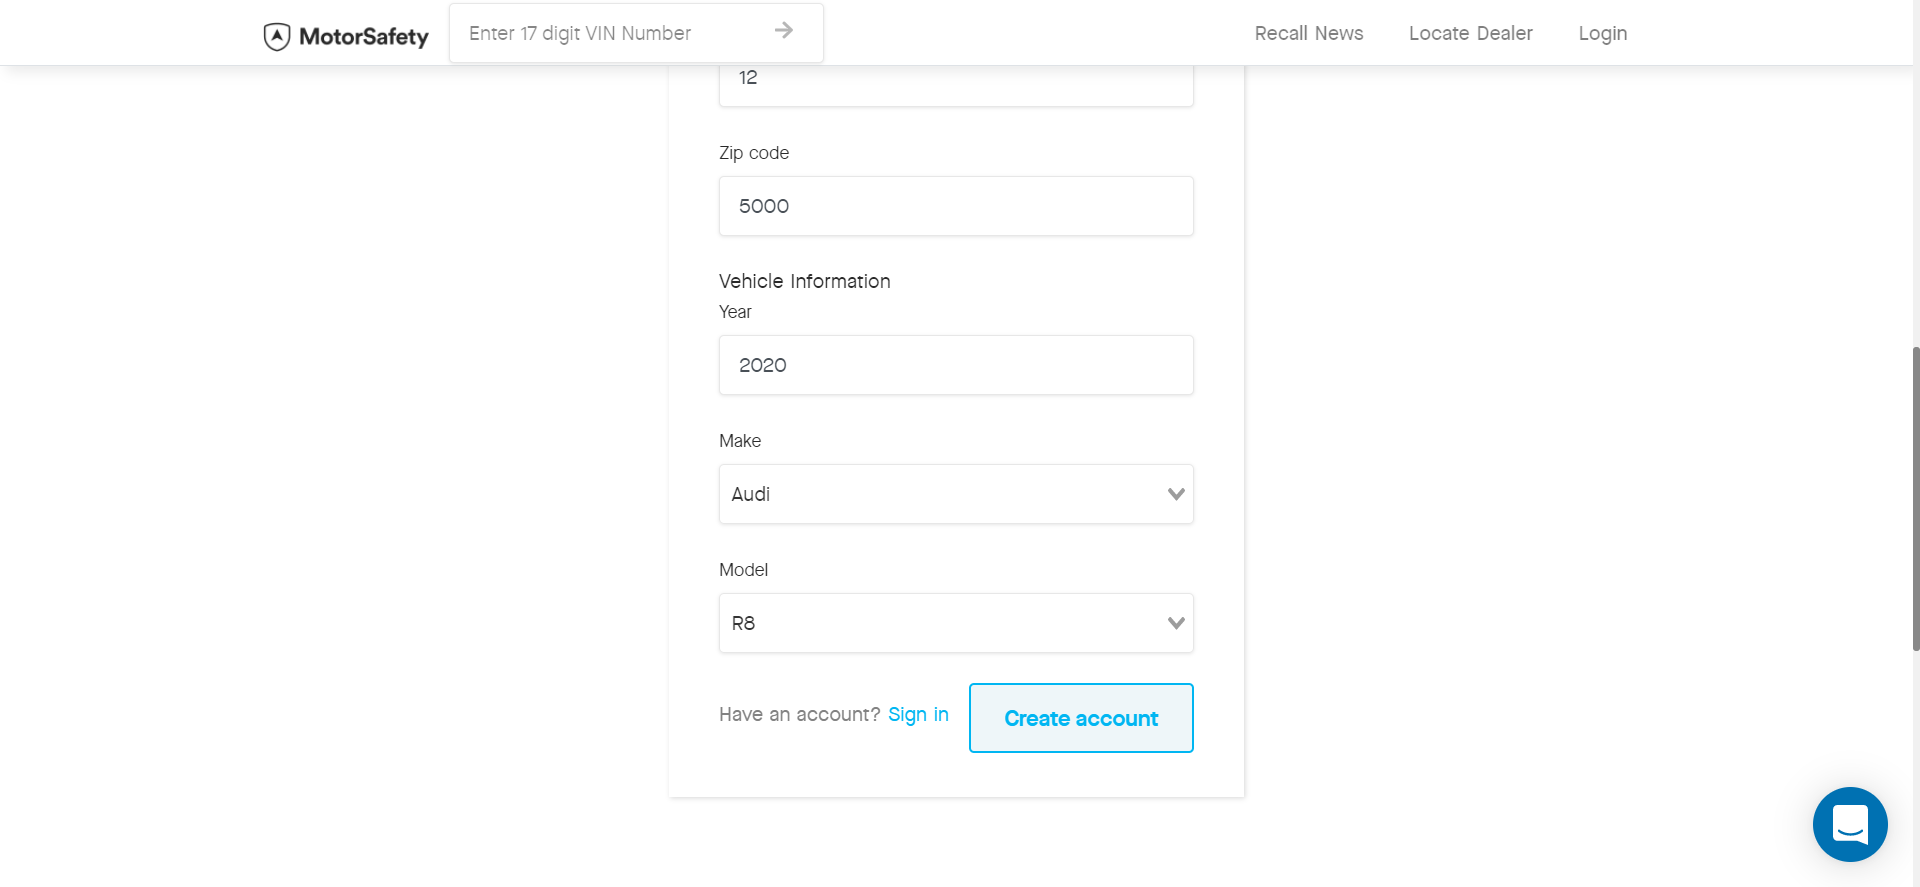 MotorSafety
Enter 17 digit VIN Number
Recall News
Locate Dealer
Login
12
Zip code
5000
Vehicle Information
Year
2020
Make
Audi
Model
R8
Have an account? Sign in
Create account